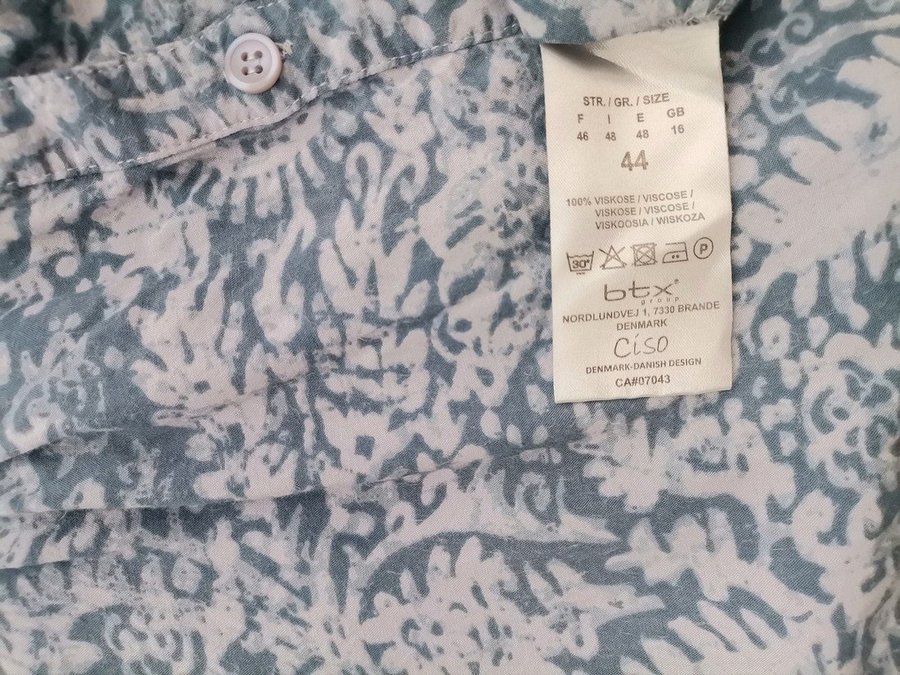 STR. / GR. / SIZE
F I E GB
46 48 48 16
44
100% VISKOSE / VISCOSE /
VISKOSE / VISCOSE /
VISKOOSIA / WISKOZA
30° P
btx®
group
NORDLUNDVEJ 1, 7330 BRANDE
DENMARK
Ciso
DENMARK-DANISH DESIGN
CA#07043